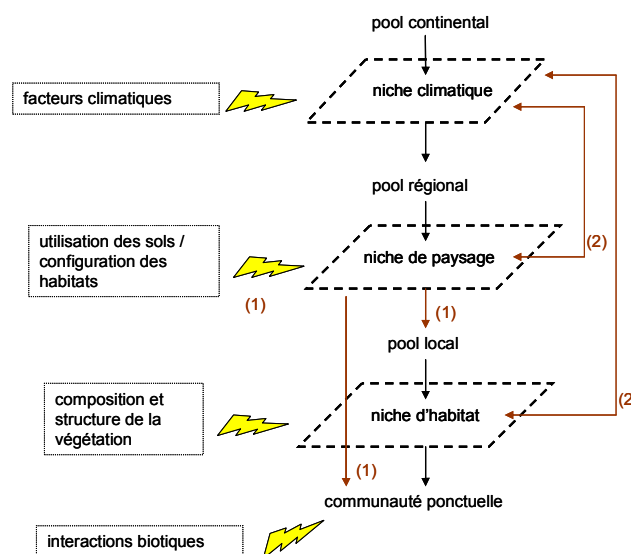 pool continental
facteurs climatiques
niche climatique
pool régional
utilisation des sols /
configuration des
habitats
niche de paysage
(2)
(1)
(1)
pool local
composition et
structure de la
végétation
niche d'habitat
(2
(1)
communauté ponctuelle
interactions biotiques